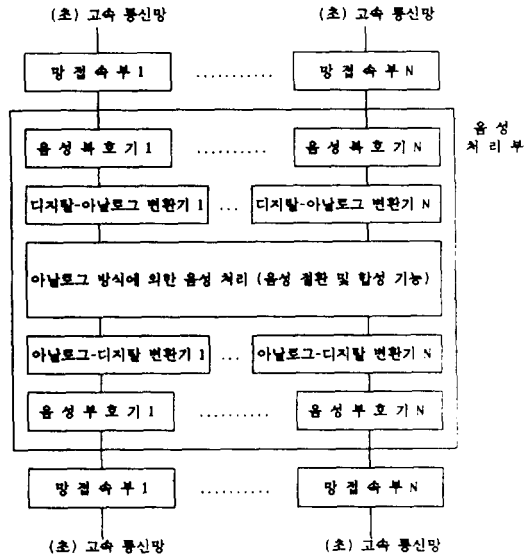 (초) 고속 통신망 (초) 고속 통신망
망 접 속 부 1 ........... 망 접 속 부 N
음 성
처 리 부
음 성 복 호 기 1 .......... 음 성 복 호 기 N
디지탈-아날로그 변환기 1 ... 디지탈-아날로그 변환기 N
아날로그 방식에 의한 음성 처리 (음성 절환 및 합성 기능)
아날로그-디지탈 변환기 1 ... 아날로그-디지탈 변환기 N
음 성 부 호 기 1 .......... 음 성 부 호 기 N
망 접 속 부 1 .......... 망 접 속 부 N
(초) 고속 통신망 (초) 고속 통신망